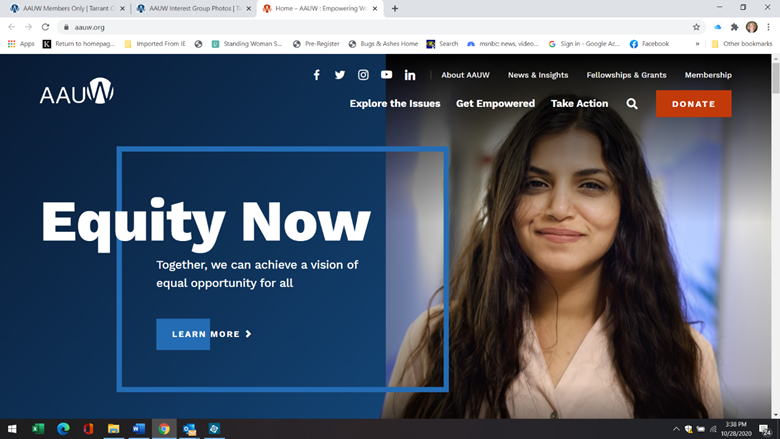 AAUW Members Only | Tarrant C
AAUW Interest Group Photos | Ta
Home – AAUW : Empowering W
aauw.org
Apps
Return to homepag...
Imported From IE
Standing Woman S...
Pre-Register
Bugs & Ashes Home
Search
msnbc: news, video...
Sign in - Google Ac...
Facebook
»
Other bookmarks
AAUW
About AAUW
News & Insights
Fellowships & Grants
Membership
Explore the Issues
Get Empowered
Take Action
DONATE
Equity Now
Together, we can achieve a vision of
equal opportunity for all
LEARN MORE
3:38 PM
10/28/2020
24